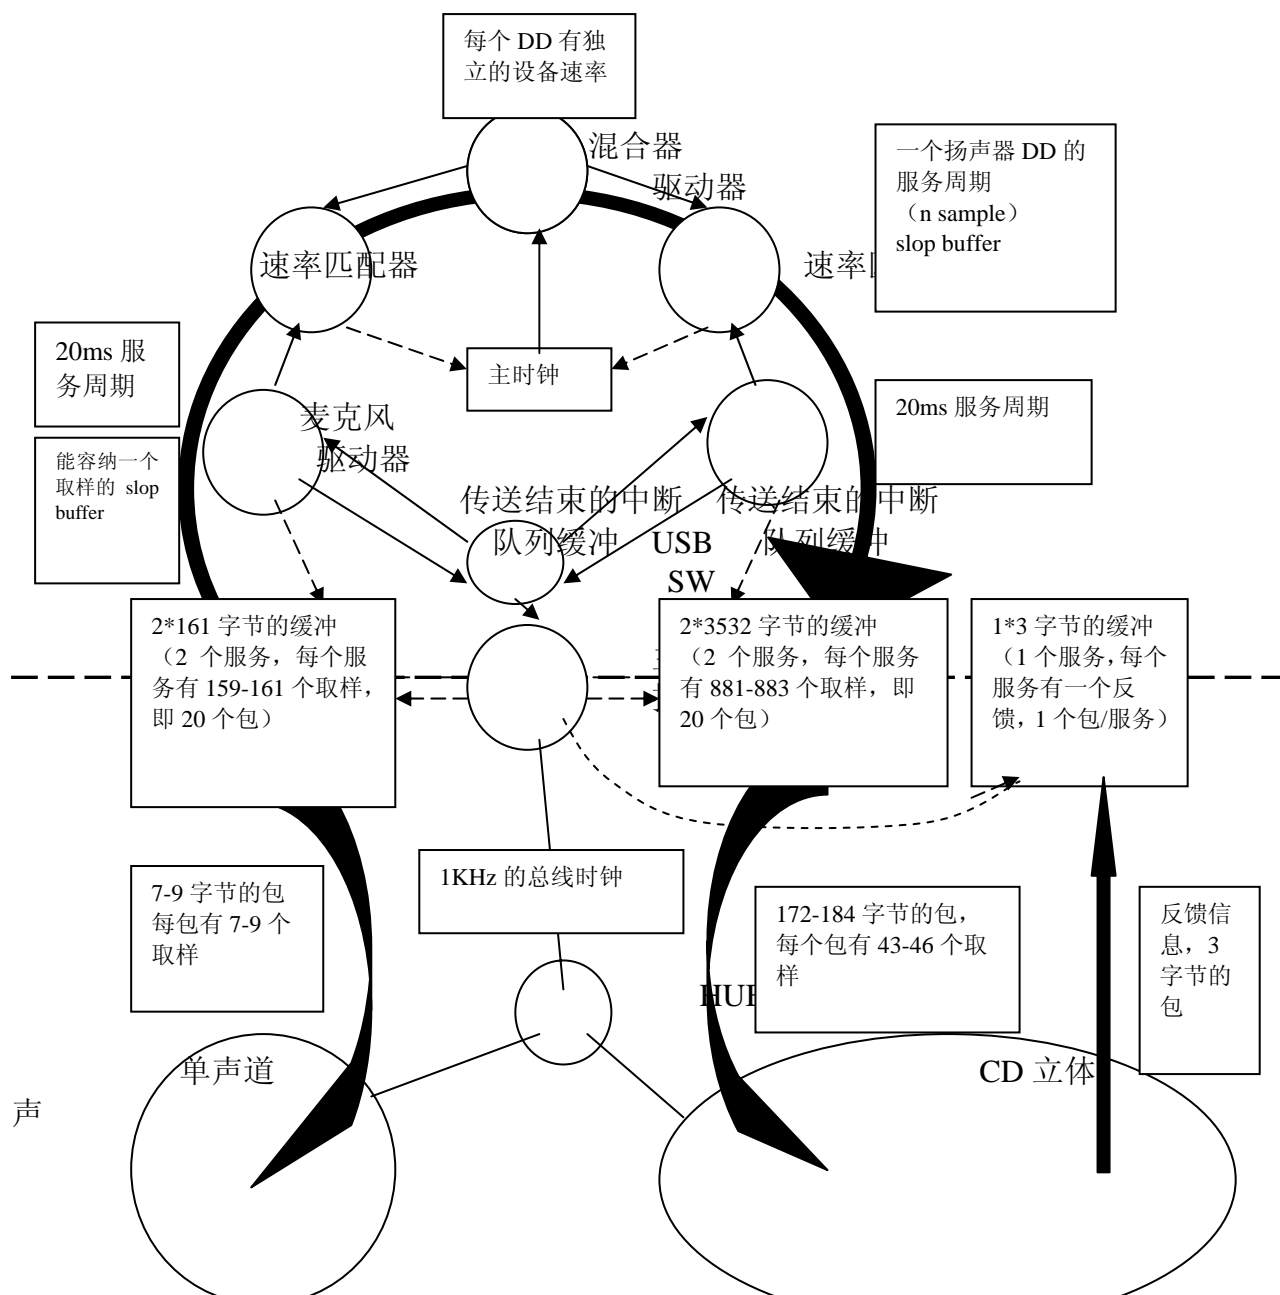 每个 DD 有独
立的设备速率
混合器
驱动器
一个扬声器 DD 的
服务周期
（n sample）
slop buffer
速率匹配器
速率
20ms 服
务周期
主时钟
20ms 服务周期
麦克风
驱动器
能容纳一个
取样的 slop
buffer
传送结束的中断
队列缓冲
传送结束的中断
队列缓冲
USB
SW
2*161 字节的缓冲
（2 个服务，每个服
务有 159-161 个取样，
即 20 个包）
2*3532 字节的缓冲
（2 个服务，每个服务
有 881-883 个取样，即
20 个包）
1*3 字节的缓冲
（1 个服务，每个
服务有一个反
馈，1 个包/服务）
1KHz 的总线时钟
7-9 字节的包
每包有 7-9 个
取样
172-184 字节的包，
每个包有 43-46 个取
样
反馈信
息，3
字节的
包
单声道
CD 立体
声